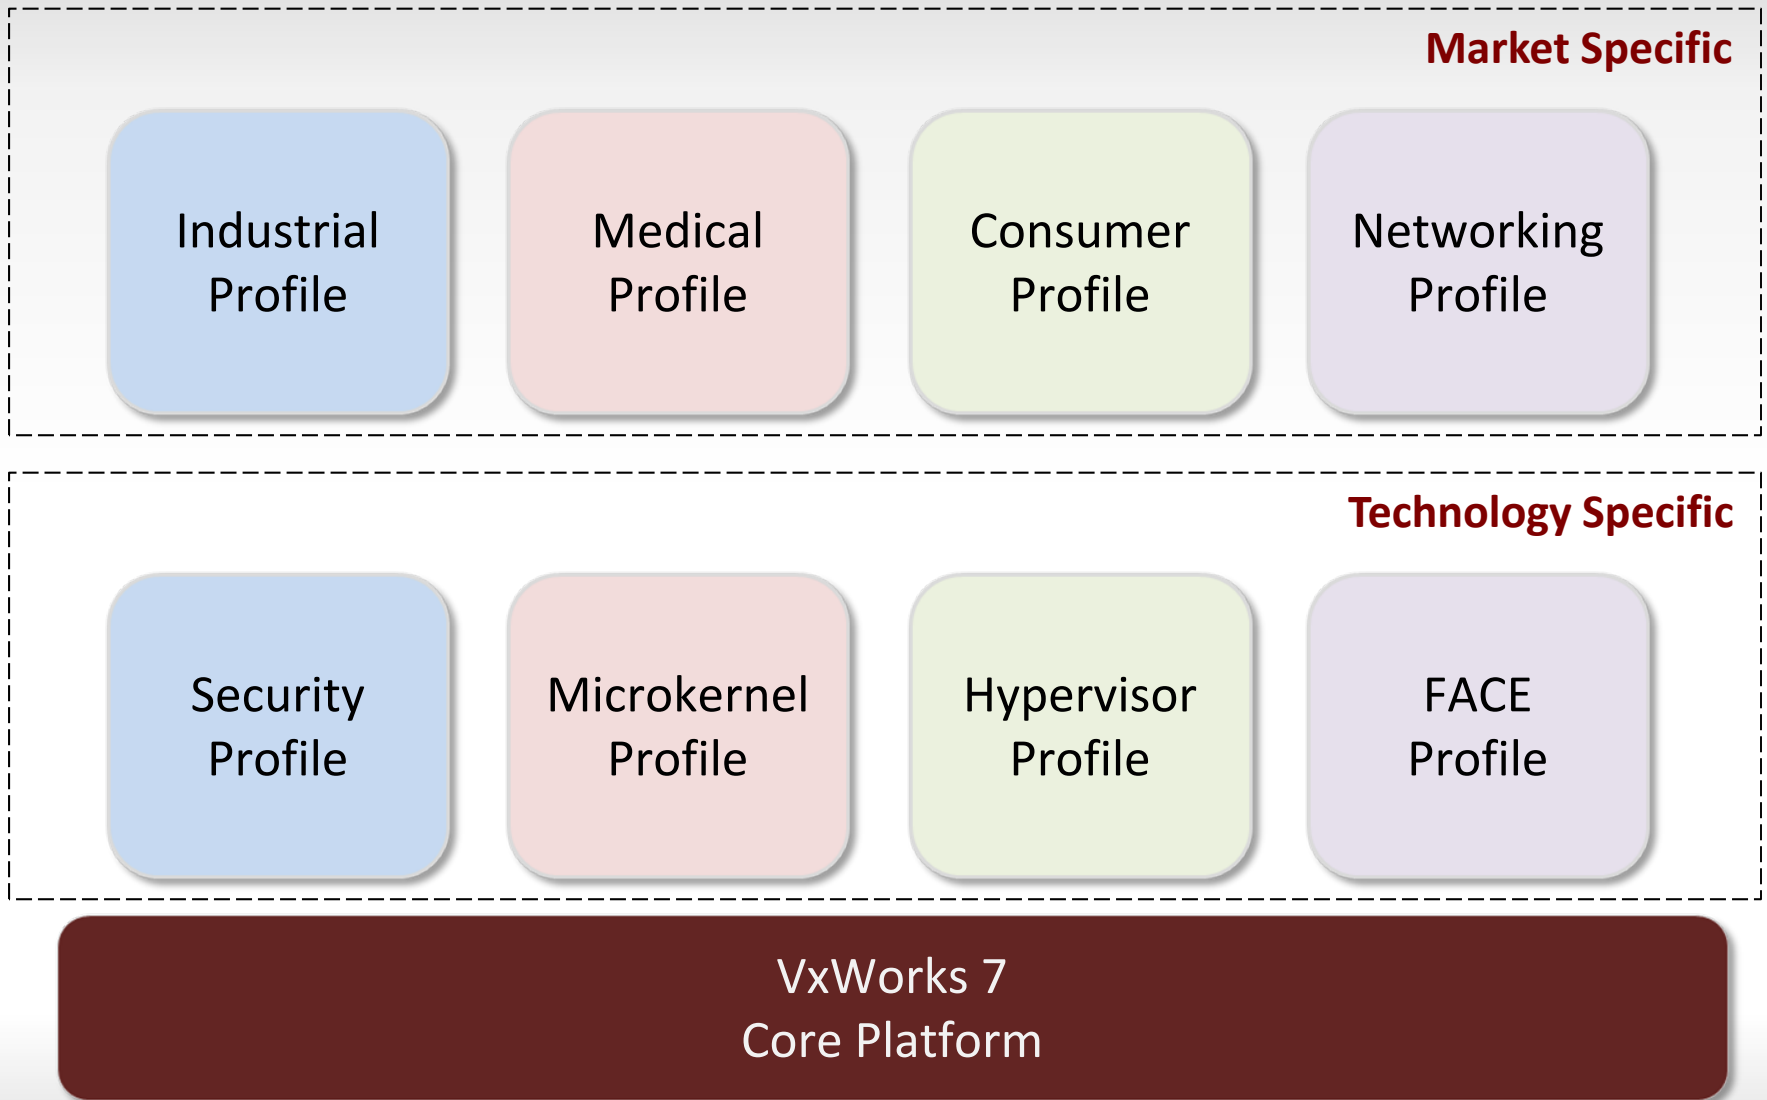 Market Specific
Industrial
Profile
Medical
Profile
Consumer
Profile
Networking
Profile
Technology Specific
Security
Profile
Microkernel
Profile
Hypervisor
Profile
FACE
Profile
VxWorks 7
Core Platform